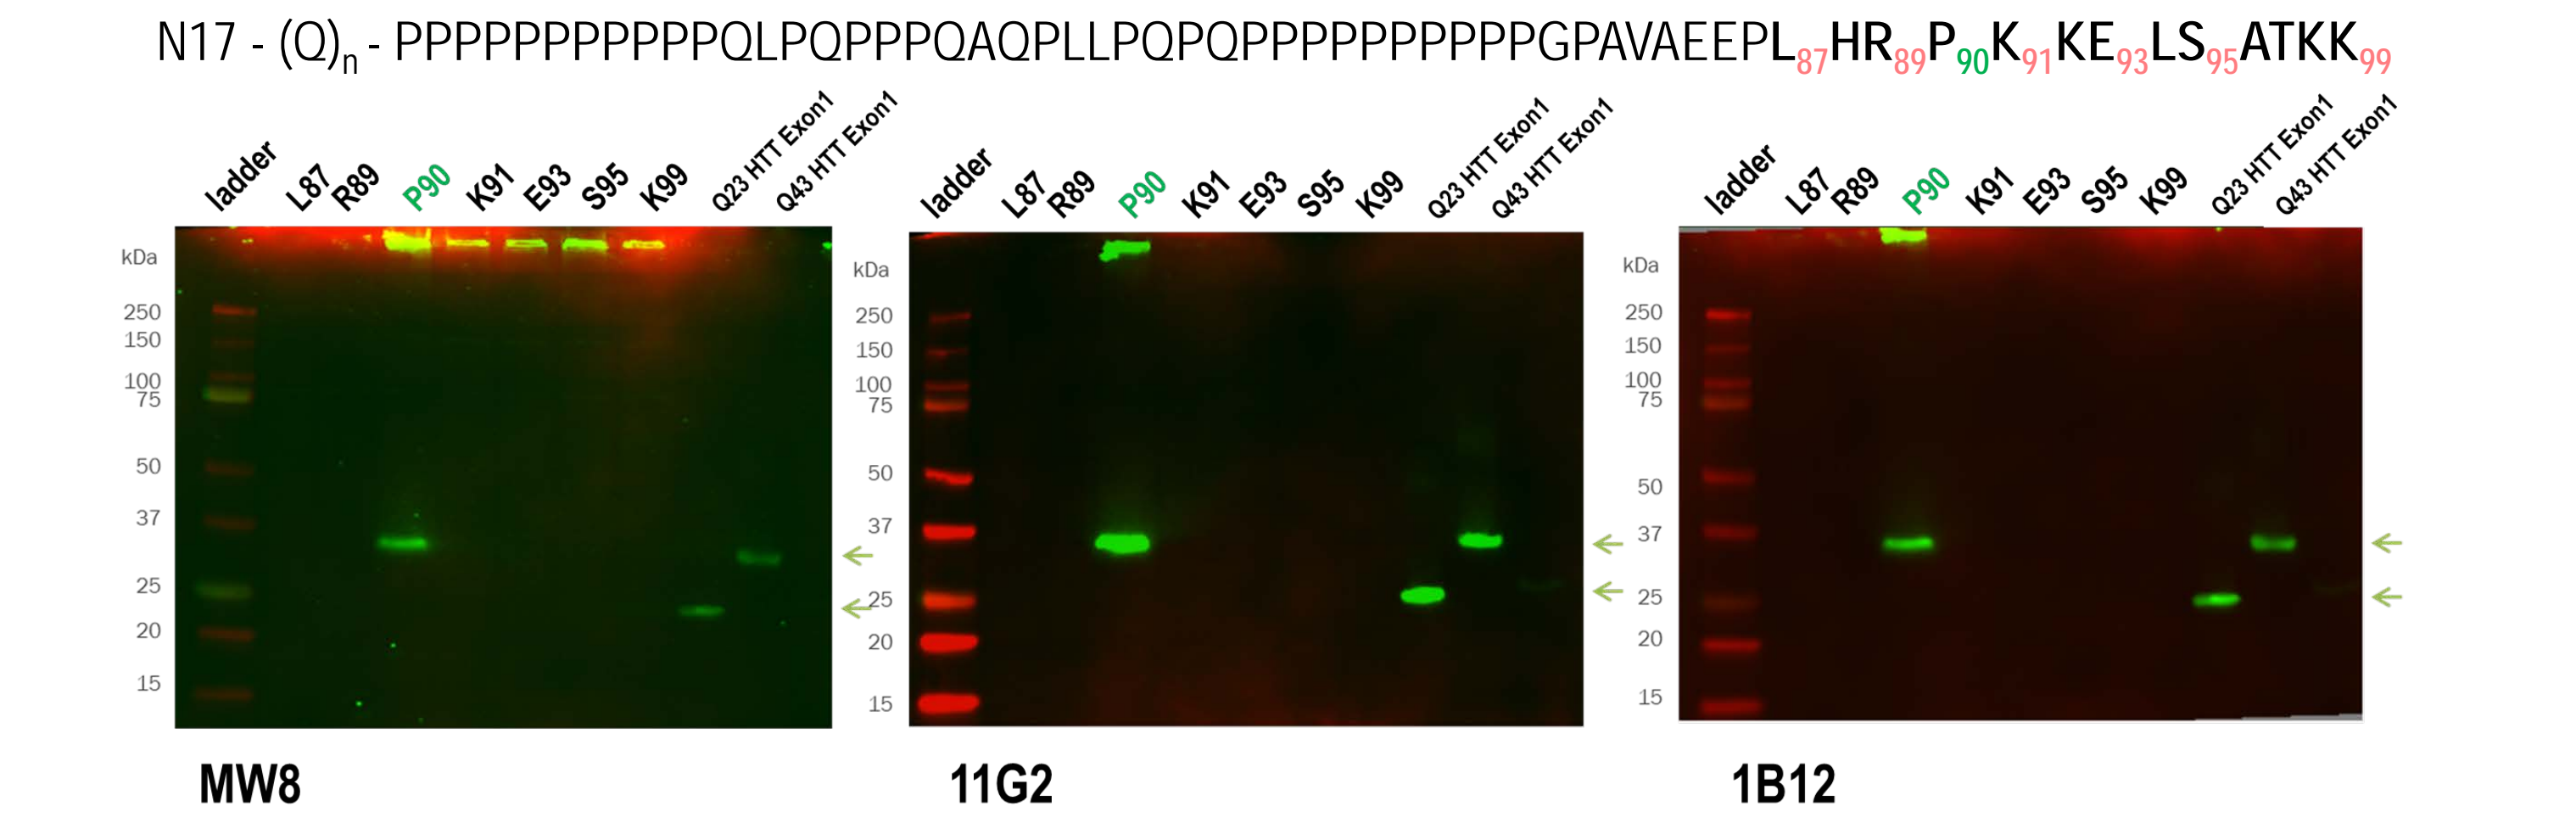 N17 - (Q)n - PPPPPPPPPPPQLPQPPPQAQPLLPQPQPPPPPPPPPPGPAVAEEPL87HR89P90K91KE93LS95ATKK99
ladder L87 R89 P90 K91 E93 S95 K99 Q23 HTT Exon1 Q43 HTT Exon1
kDa
250
150
100
75
50
37
25
20
15
MW8
ladder L87 R89 P90 K91 E93 S95 K99 Q23 HTT Exon1 Q43 HTT Exon1
kDa
250
150
100
75
50
37
25
20
15
11G2
ladder L87 R89 P90 K91 E93 S95 K99 Q23 HTT Exon1 Q43 HTT Exon1
kDa
250
150
100
75
50
37
25
20
15
1B12